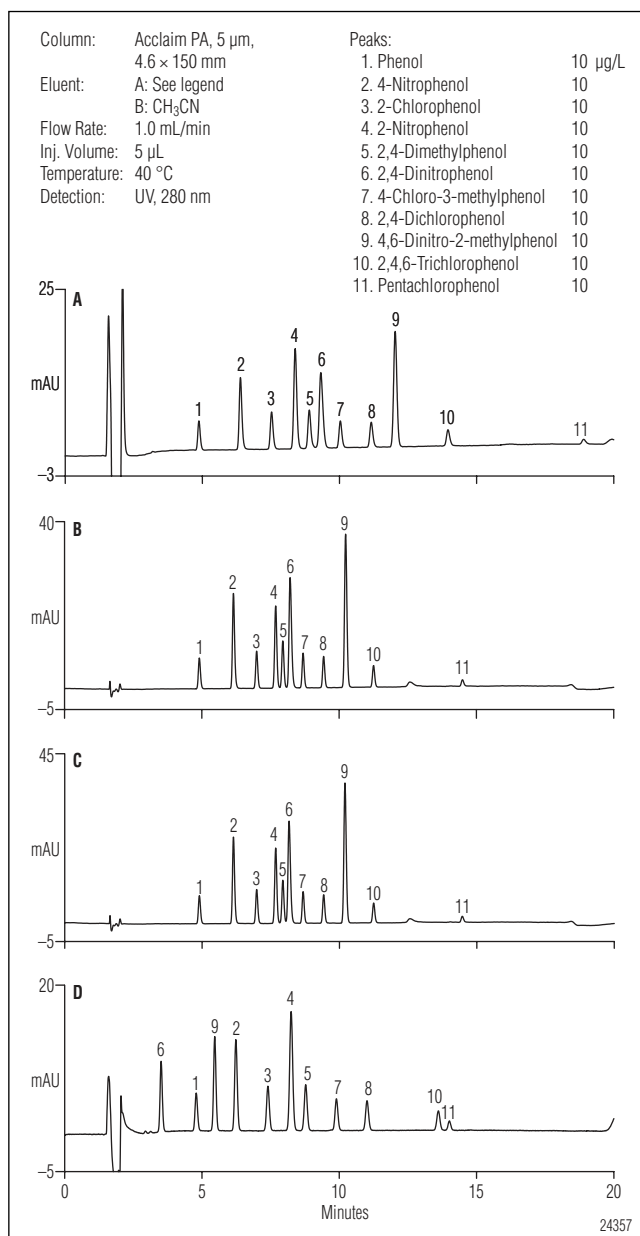 Column: Acclaim PA, 5 µm,
4.6 × 150 mm
Eluent: A: See legend
B: CH₃CN
Flow Rate: 1.0 mL/min
Inj. Volume: 5 µL
Temperature: 40 °C
Detection: UV, 280 nm
Peaks:
1. Phenol 10 µg/L
2. 4-Nitrophenol 10
3. 2-Chlorophenol 10
4. 2-Nitrophenol 10
5. 2,4-Dimethylphenol 10
6. 2,4-Dinitrophenol 10
7. 4-Chloro-3-methylphenol 10
8. 2,4-Dichlorophenol 10
9. 4,6-Dinitro-2-methylphenol 10
10. 2,4,6-Trichlorophenol 10
11. Pentachlorophenol 10
25
A
mAU
–3
1 2 3 4 5 6 7 8 9 10 11
40
B
mAU
–5
1 2 3 4 5 6 7 8 9 10 11
45
C
mAU
–5
1 2 3 4 5 6 7 8 9 10 11
20
D
mAU
–5
6 1 9 2 3 4 5 7 8 10 11
0 5 10 15 20
Minutes
24357